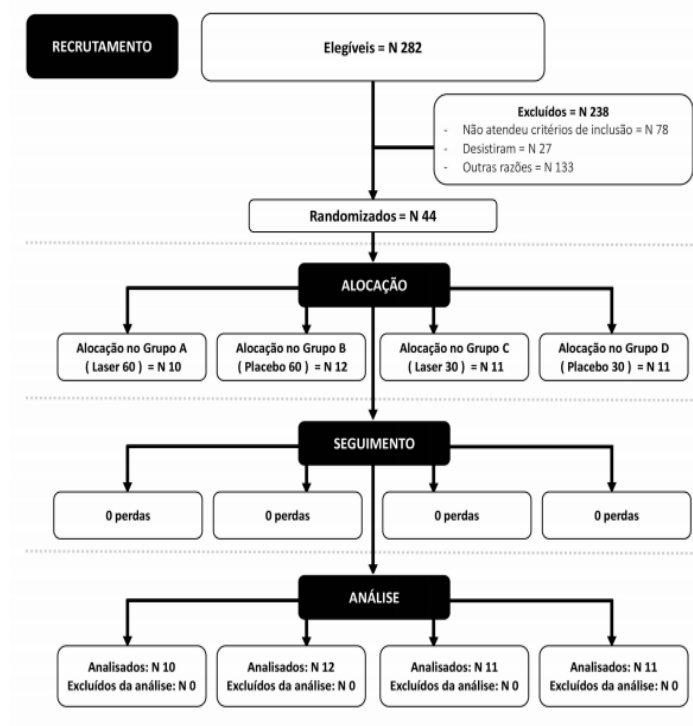 RECRUTAMENTO
Elegíveis = N 282
Excluídos = N 238
- Não atendeu critérios de inclusão = N 78
- Desistiram = N 27
- Outras razões = N 133
Randomizados = N 44
ALOCAÇÃO
Alocação no Grupo A
( Laser 60 ) = N 10
Alocação no Grupo B
( Placebo 60 ) = N 12
Alocação no Grupo C
( Laser 30 ) = N 11
Alocação no Grupo D
( Placebo 30 ) = N 11
SEGUIMENTO
0 perdas
0 perdas
0 perdas
0 perdas
ANÁLISE
Analisados: N 10
Excluídos da análise: N 0
Analisados: N 12
Excluídos da análise: N 0
Analisados: N 11
Excluídos da análise: N 0
Analisados: N 11
Excluídos da análise: N 0